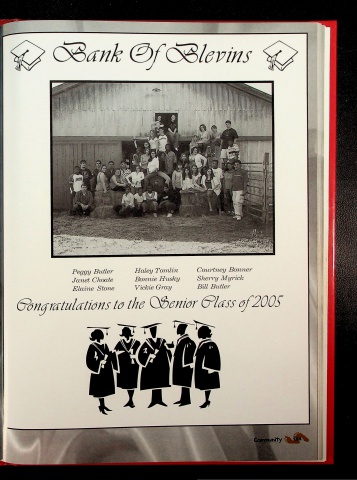 Bank Of Blevins
Peggy Butler Haley Tomlin Courtney Bonner
Janet Choate Bonnie Husky Sherry Myrick
Elaine Stone Vickie Gray Bill Butler
Congratulations to the Senior Class of 2005
Community